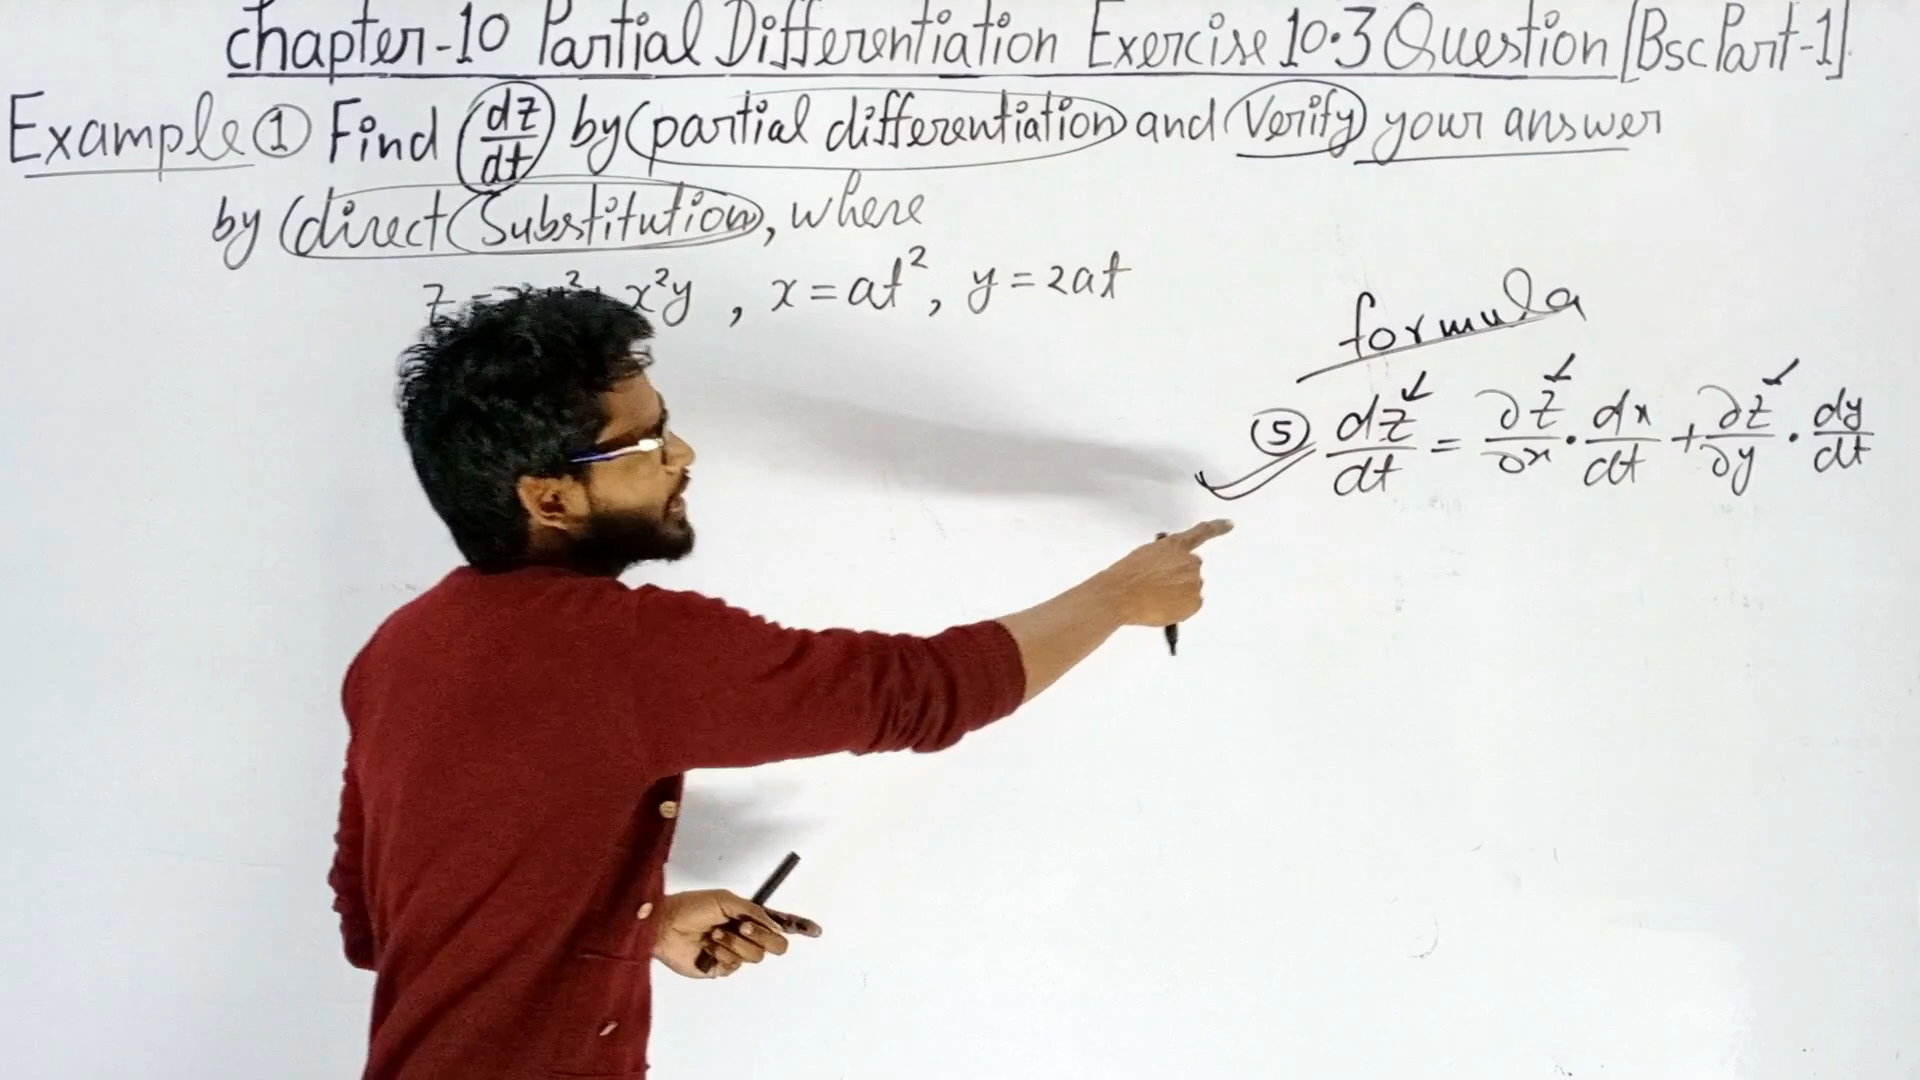 Chapter-10 Partial Differentiation Exercise 10.3 Question [Bsc Part-1]
Example ① Find dz/dt by partial differentiation and Verify your answer
by direct Substitution, where
z = x²y , x = at², y = 2at
formula
⑤ dz/dt = ∂z/∂x · dx/dt + ∂z/∂y · dy/dt